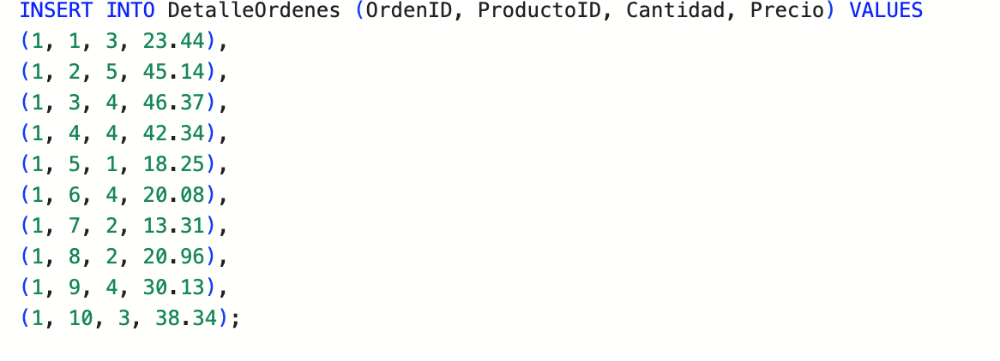 INSERT INTO DetalleOrdenes (OrdenID, ProductoID, Cantidad, Precio) VALUES
(1, 1, 3, 23.44),
(1, 2, 5, 45.14),
(1, 3, 4, 46.37),
(1, 4, 4, 42.34),
(1, 5, 1, 18.25),
(1, 6, 4, 20.08),
(1, 7, 2, 13.31),
(1, 8, 2, 20.96),
(1, 9, 4, 30.13),
(1, 10, 3, 38.34);